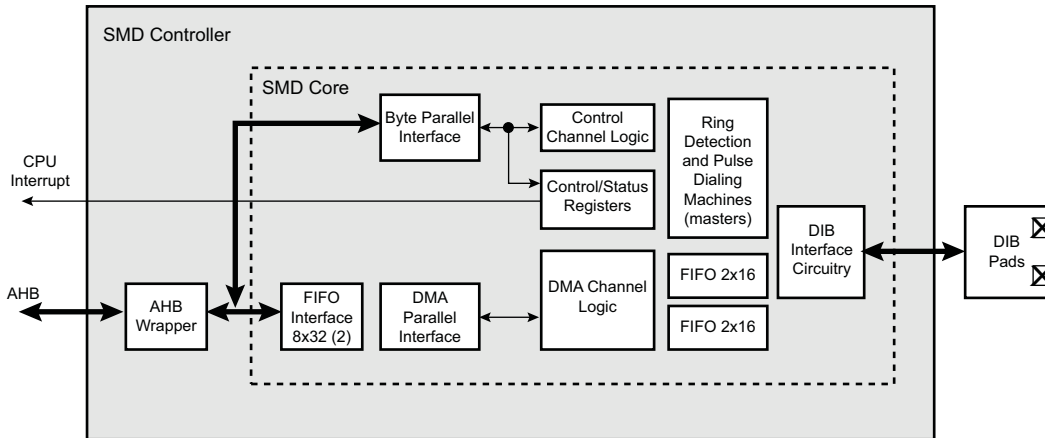 SMD Controller
SMD Core
Byte Parallel
Interface
Control
Channel Logic
Ring
Detection
and Pulse
Dialing
Machines
(masters)
CPU
Interrupt
Control/Status
Registers
DIB
Interface
Circuitry
DIB
Pads
AHB
AHB
Wrapper
FIFO
Interface
8x32 (2)
DMA
Parallel
Interface
DMA Channel
Logic
FIFO 2x16
FIFO 2x16